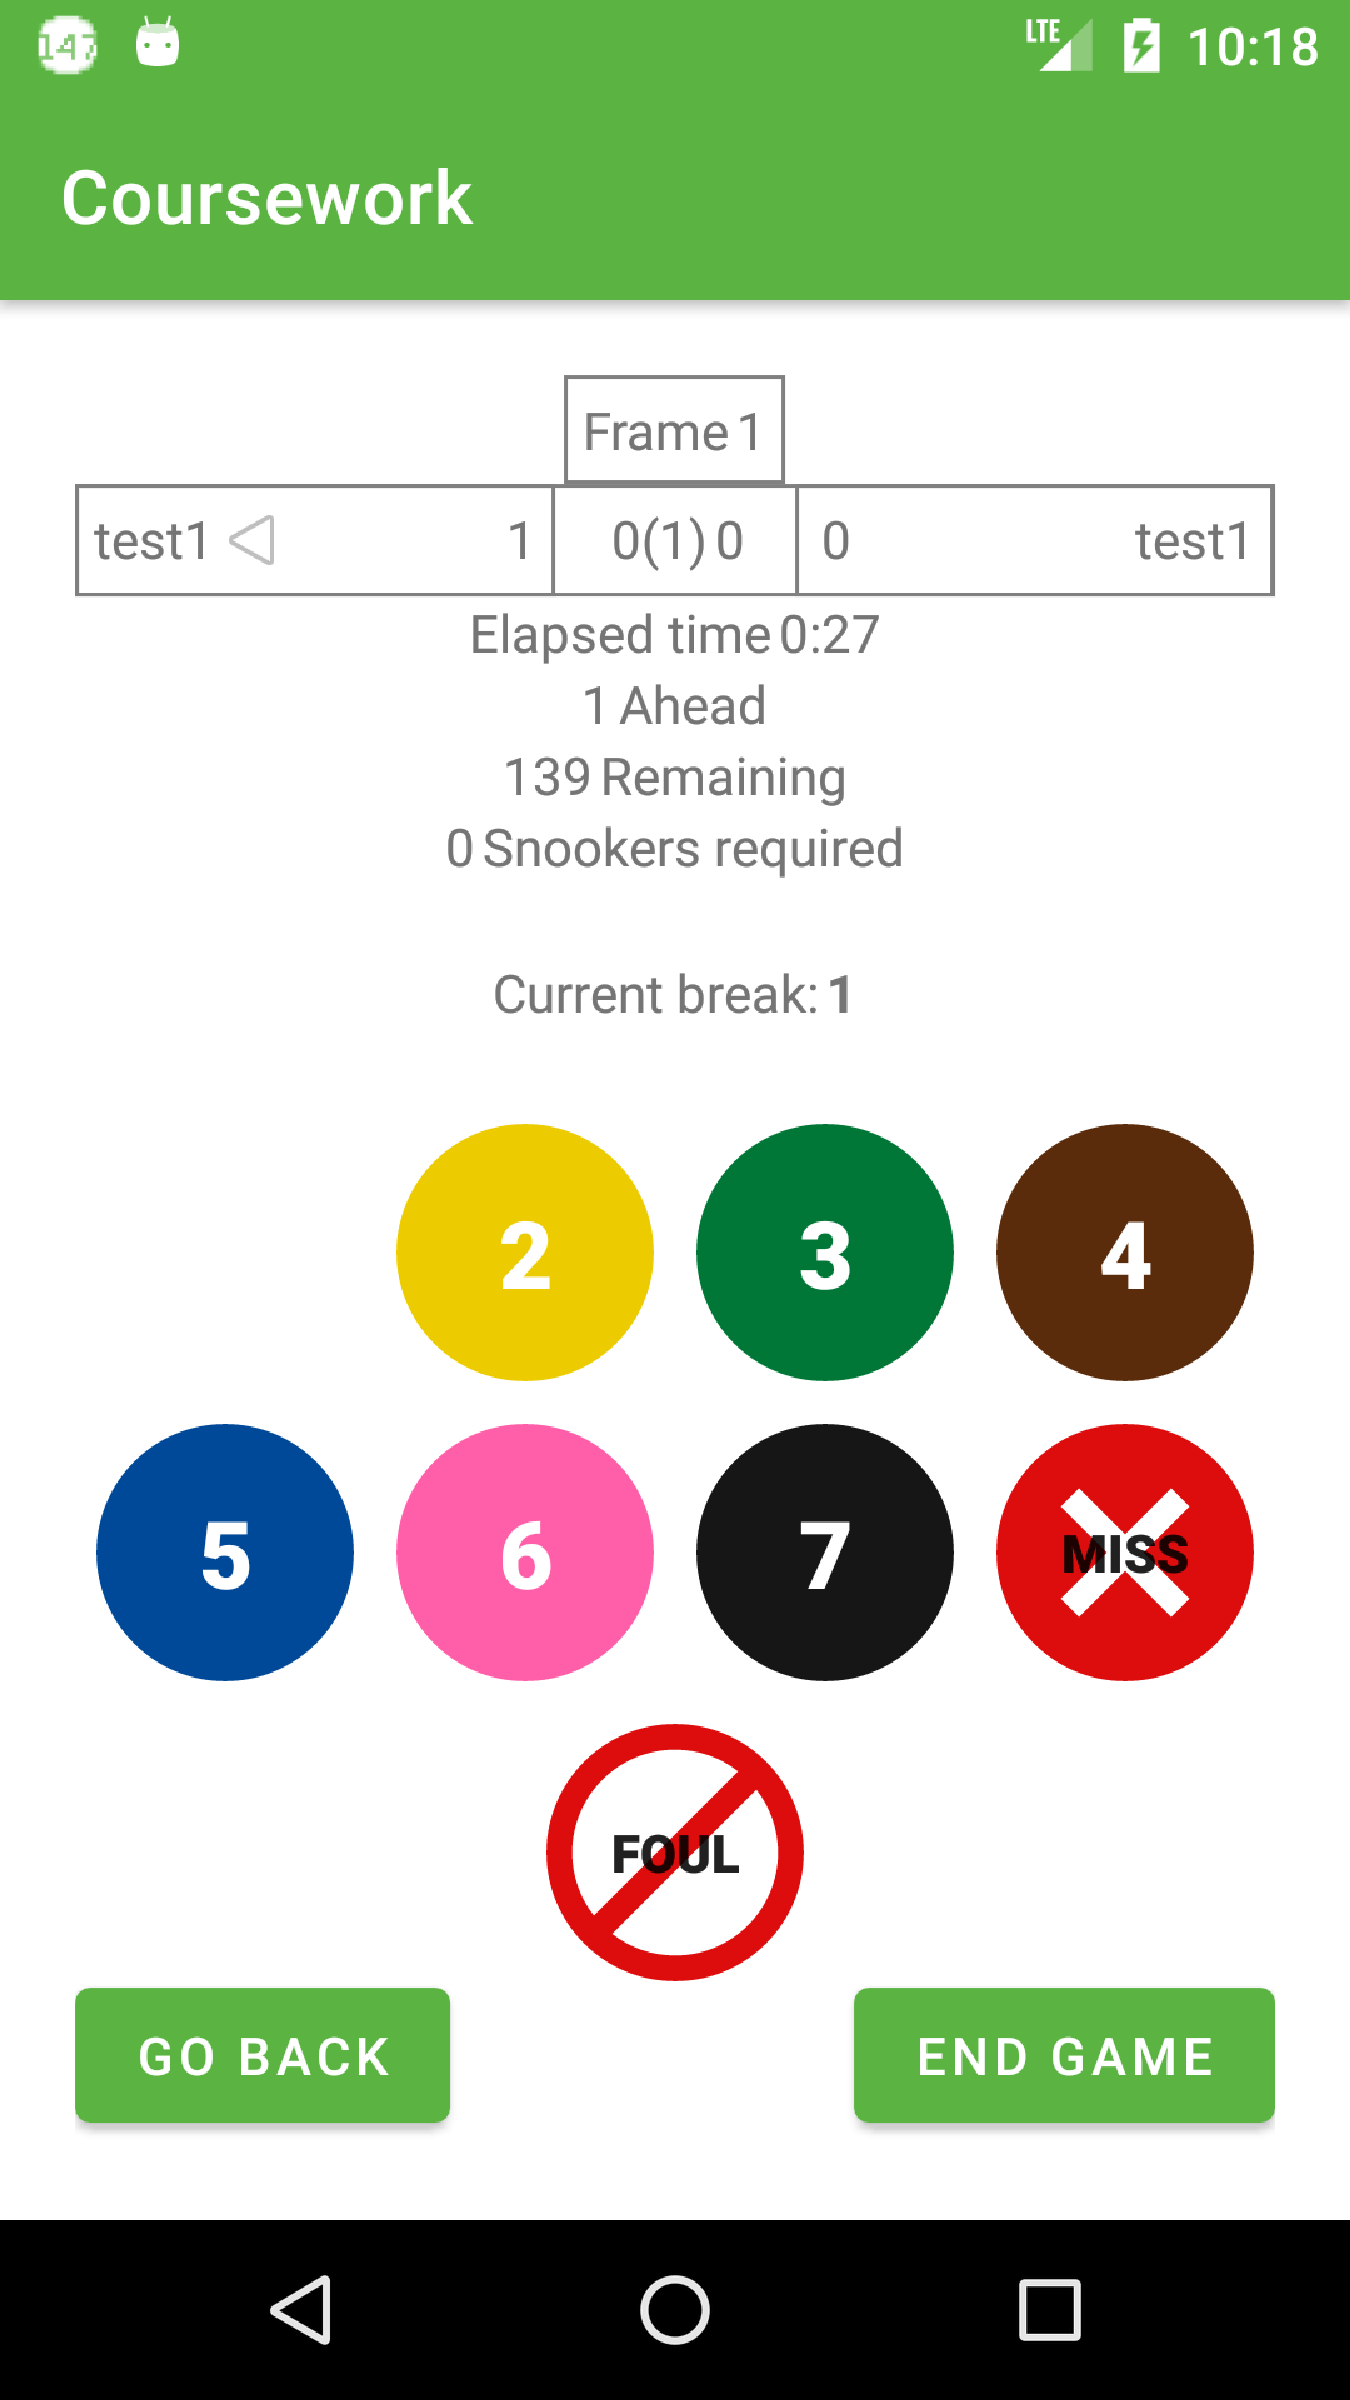 147 LTE 10:18
Coursework
Frame 1
test1 1 0(1) 0 0 test1
Elapsed time 0:27
1 Ahead
139 Remaining
0 Snookers required
Current break: 1
2 3 4
5 6 7 MISS
FOUL
GO BACK END GAME